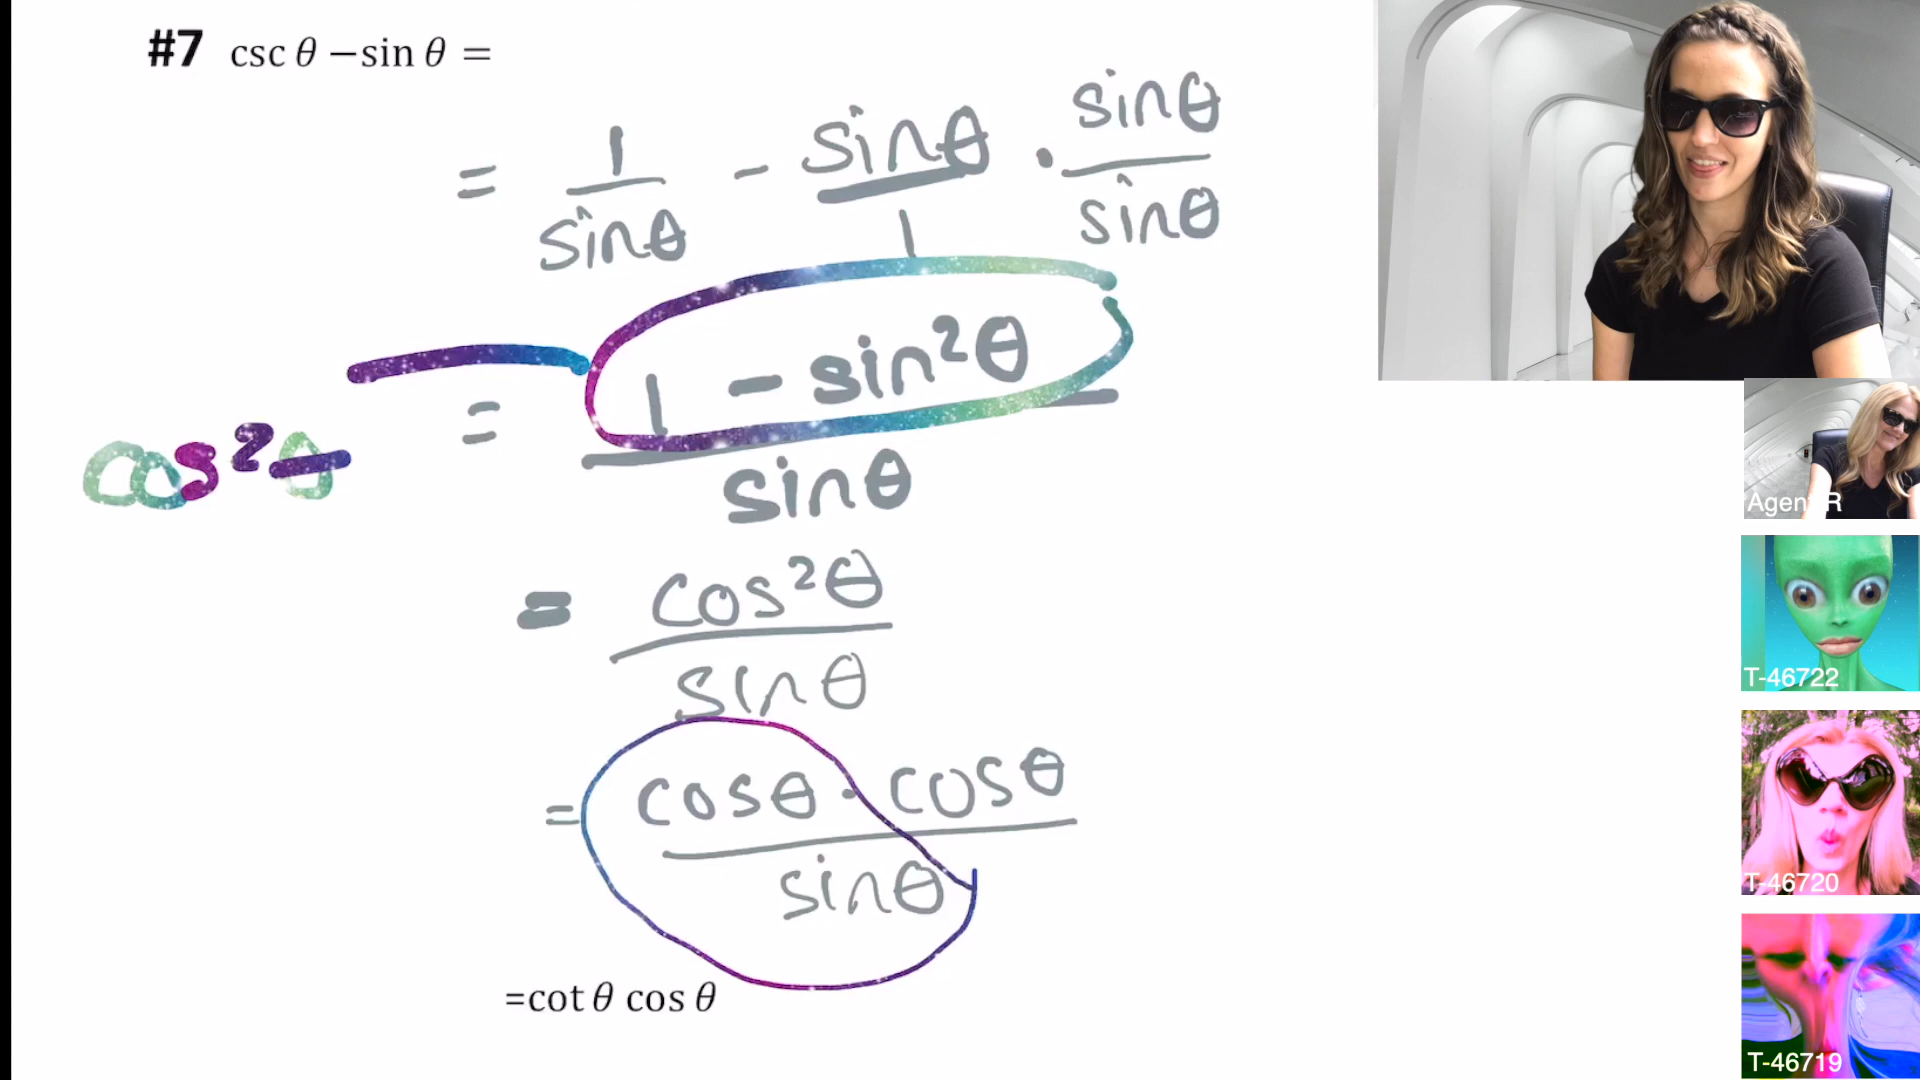 #7 csc θ −sin θ =
= 1/sinθ - sinθ/1 · sinθ/sinθ
cos²θ = 1 - sin²θ/sinθ
= cos²θ/sinθ
= cosθ · cosθ/sinθ
=cot θ cos θ
Agent R
T-46722
T-46720
T-46719